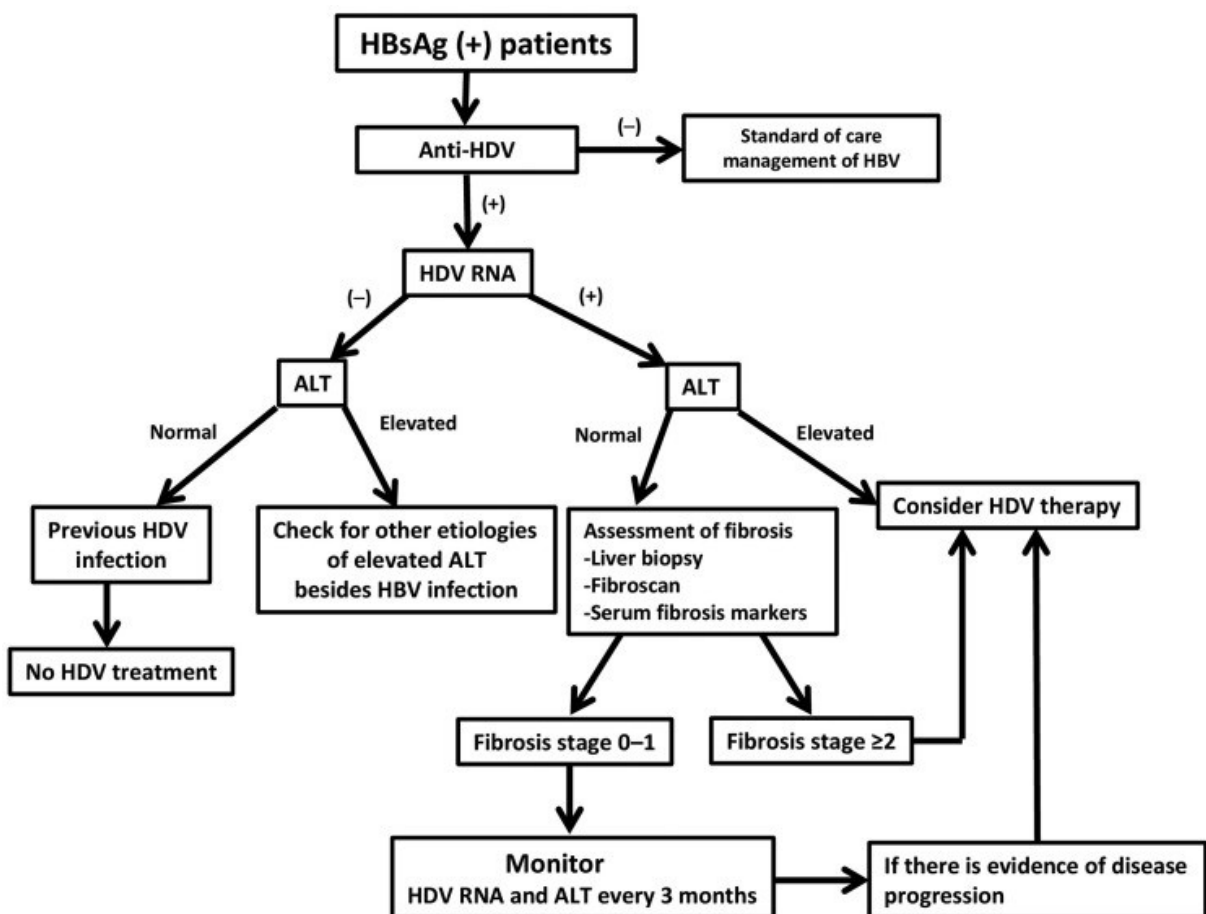 HBsAg (+) patients
Anti-HDV
(–)
Standard of care
management of HBV
(+)
HDV RNA
(–)
(+)
ALT
ALT
Normal
Elevated
Normal
Elevated
Previous HDV
infection
Check for other etiologies
of elevated ALT
besides HBV infection
Assessment of fibrosis
-Liver biopsy
-Fibroscan
-Serum fibrosis markers
Consider HDV therapy
No HDV treatment
Fibrosis stage 0–1
Fibrosis stage ≥2
Monitor
HDV RNA and ALT every 3 months
If there is evidence of disease
progression